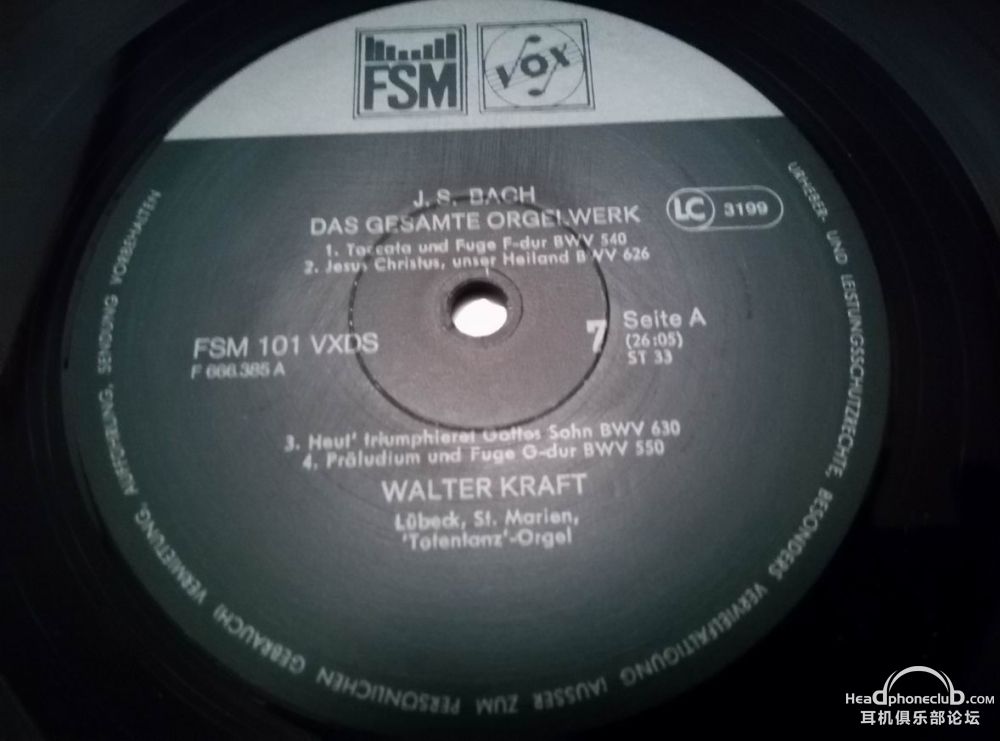 FSM
VOX
J. S. BACH
DAS GESAMTE ORGELWERK
LC 3199
1. Toccata und Fuge F-dur BWV 540
2. Jesus Christus, unser Heiland BWV 626
FSM 101 VXDS
F 666.385 A
7
Seite A
(26:05)
ST 33
3. Heut' triumphieret Gottes Sohn BWV 630
4. Präludium und Fuge G-dur BWV 550
WALTER KRAFT
Lübeck, St. Marien,
'Totentanz'-Orgel
URHEBER- UND LEISTUNGSSCHUTZRECHTE, BESONDERS VERVIELFÄLTIGUNG (AUSSER ZUM PERSÖNLICHEN GEBRAUCH) VERMIETUNG, AUFFÜHRUNG, SENDUNG VORBEHALTEN
HeadphoneclubD.com
耳机俱乐部论坛